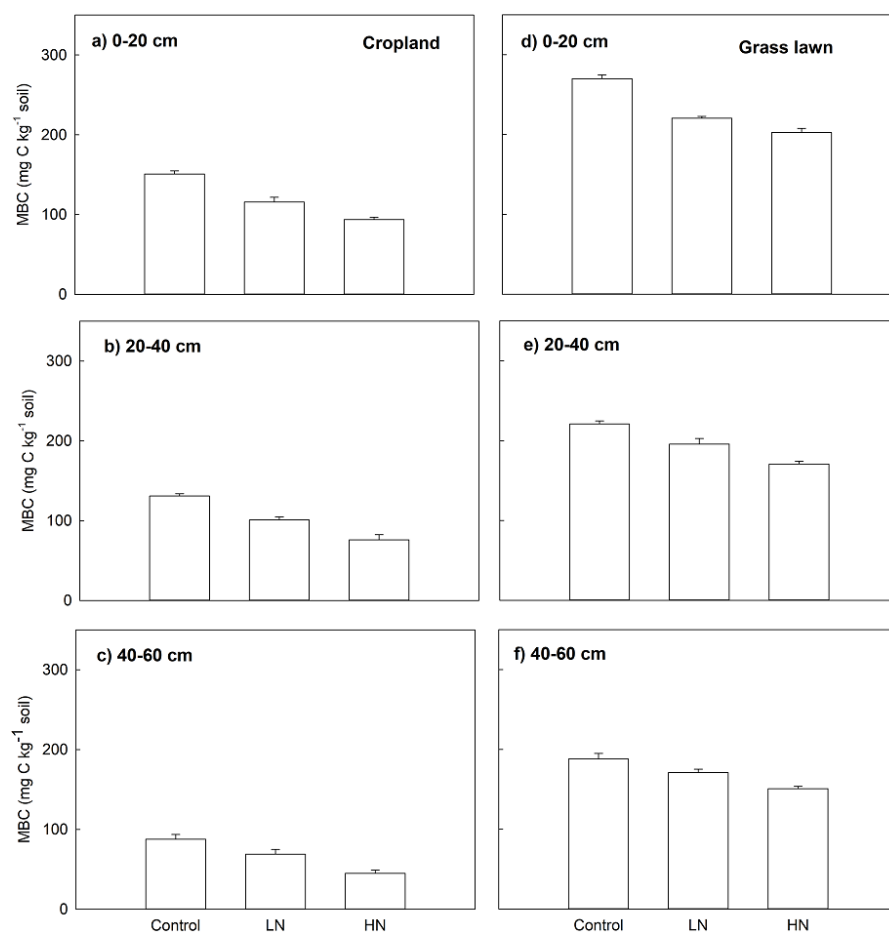 a) 0-20 cm
Cropland
300
200
100
0
MBC (mg C kg⁻¹ soil)
d) 0-20 cm
Grass lawn
b) 20-40 cm
300
200
100
0
MBC (mg C kg⁻¹ soil)
e) 20-40 cm
c) 40-60 cm
300
200
100
0
MBC (mg C kg⁻¹ soil)
Control LN HN
f) 40-60 cm
Control LN HN